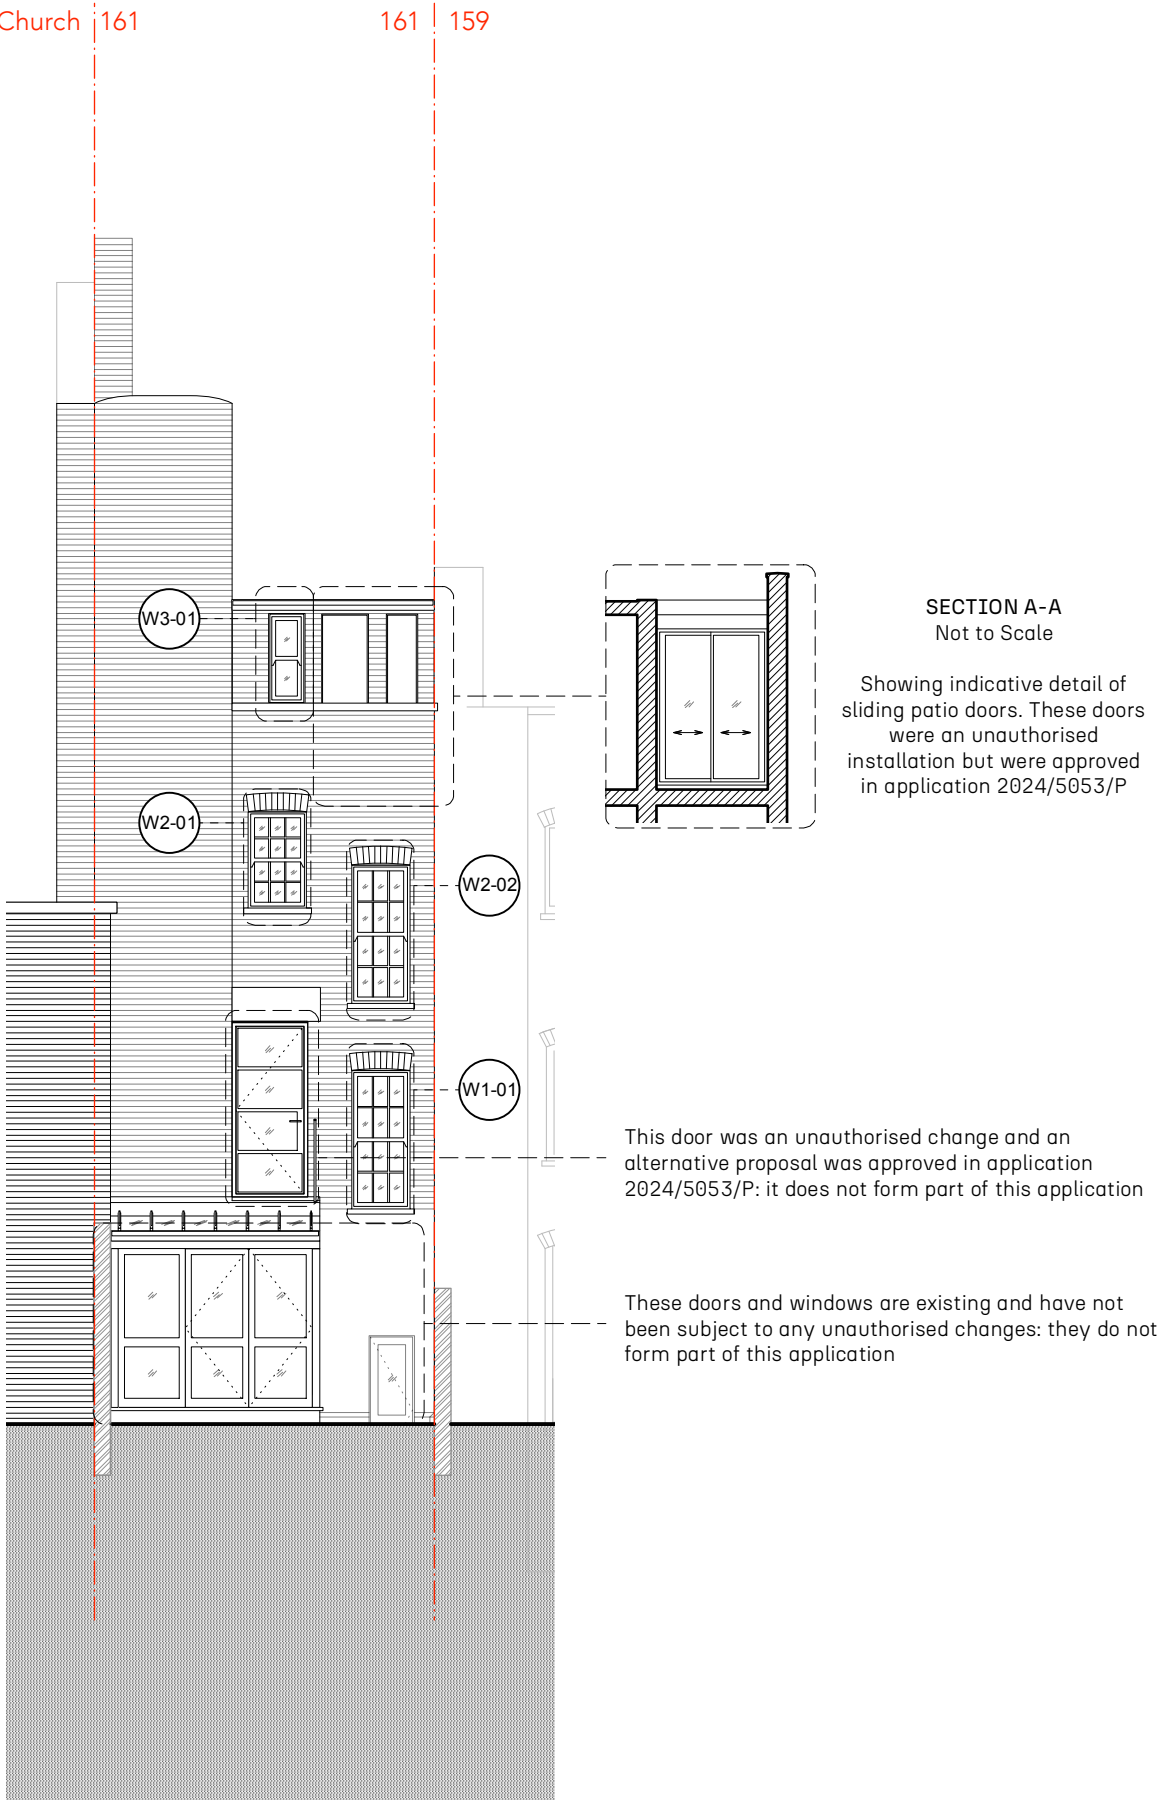 Church 161
161 159
W3-01
SECTION A-A
Not to Scale
Showing indicative detail of
sliding patio doors. These doors
were an unauthorised
installation but were approved
in application 2024/5053/P
W2-01
W2-02
W1-01
This door was an unauthorised change and an
alternative proposal was approved in application
2024/5053/P: it does not form part of this application
These doors and windows are existing and have not
been subject to any unauthorised changes: they do not
form part of this application